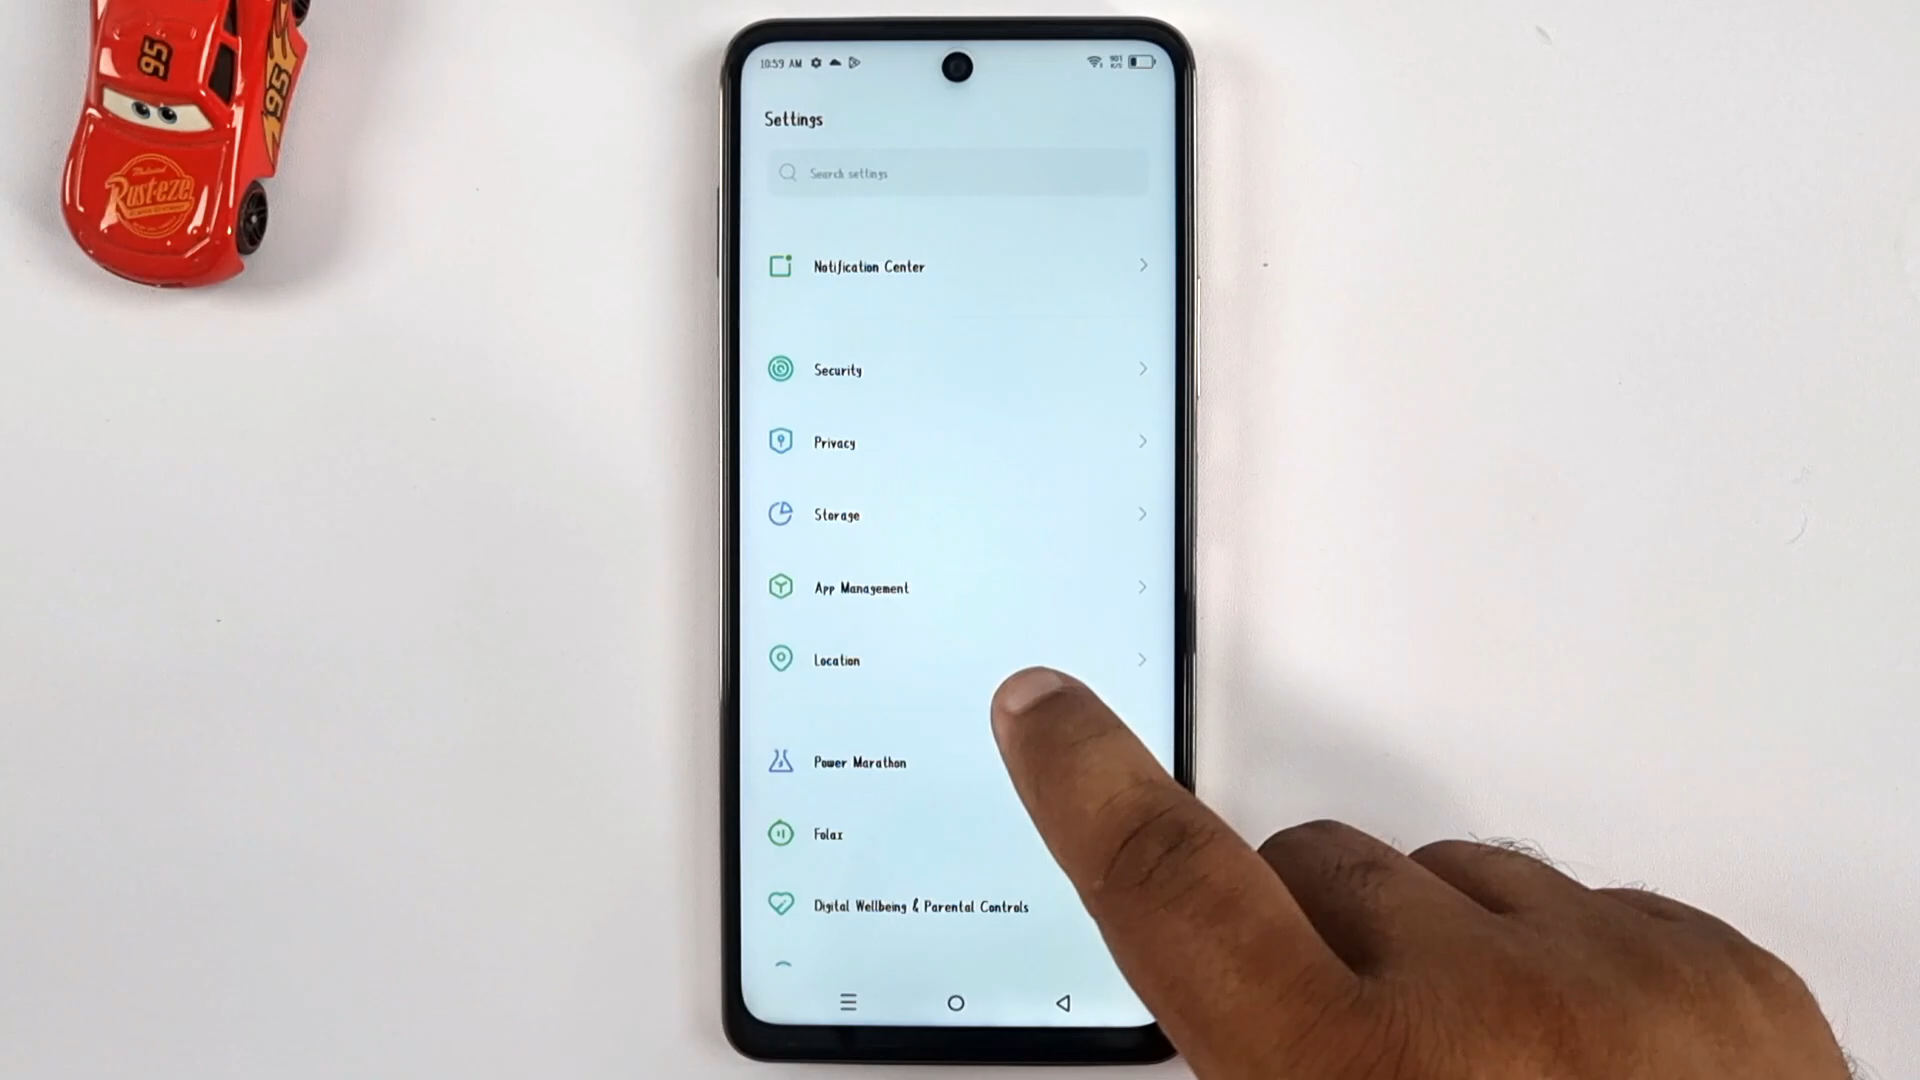 95
95
Rust-eze
10:59 AM
901
K/S
Settings
Search settings
Notification Center
Security
Privacy
Storage
App Management
Location
Power Marathon
Folax
Digital Wellbeing & Parental Controls